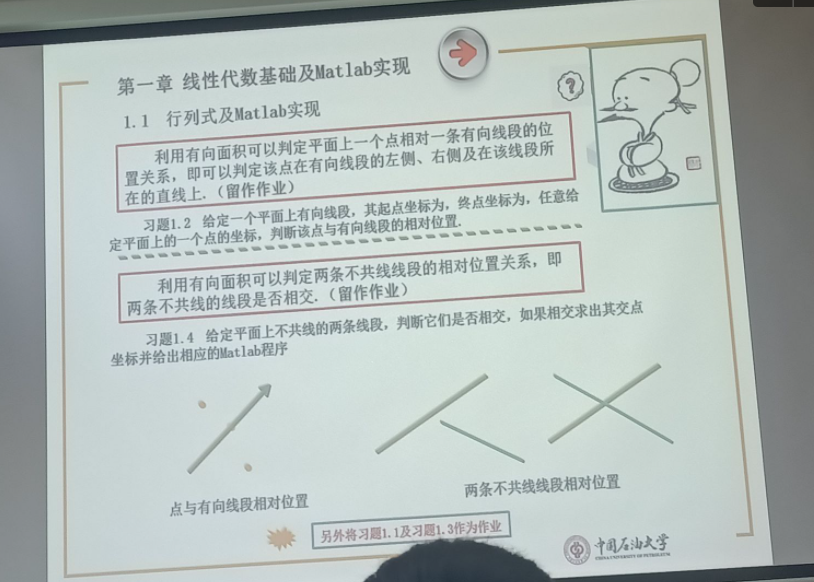 第一章 线性代数基础及Matlab实现
1.1 行列式及Matlab实现
?
利用有向面积可以判定平面上一个点相对一条有向线段的位
置关系，即可以判定该点在有向线段的左侧、右侧及在该线段所
在的直线上.（留作作业）
习题1.2 给定一个平面上有向线段，其起点坐标为，终点坐标为，任意给
定平面上的一个点的坐标，判断该点与有向线段的相对位置.
利用有向面积可以判定两条不共线线段的相对位置关系，即
两条不共线的线段是否相交.（留作作业）
习题1.4 给定平面上不共线的两条线段，判断它们是否相交，如果相交求出其交点
坐标并给出相应的Matlab程序
点与有向线段相对位置
两条不共线线段相对位置
另外将习题1.1及习题1.3作为作业
中国石油大学
CHINA UNIVERSITY OF PETROLEUM